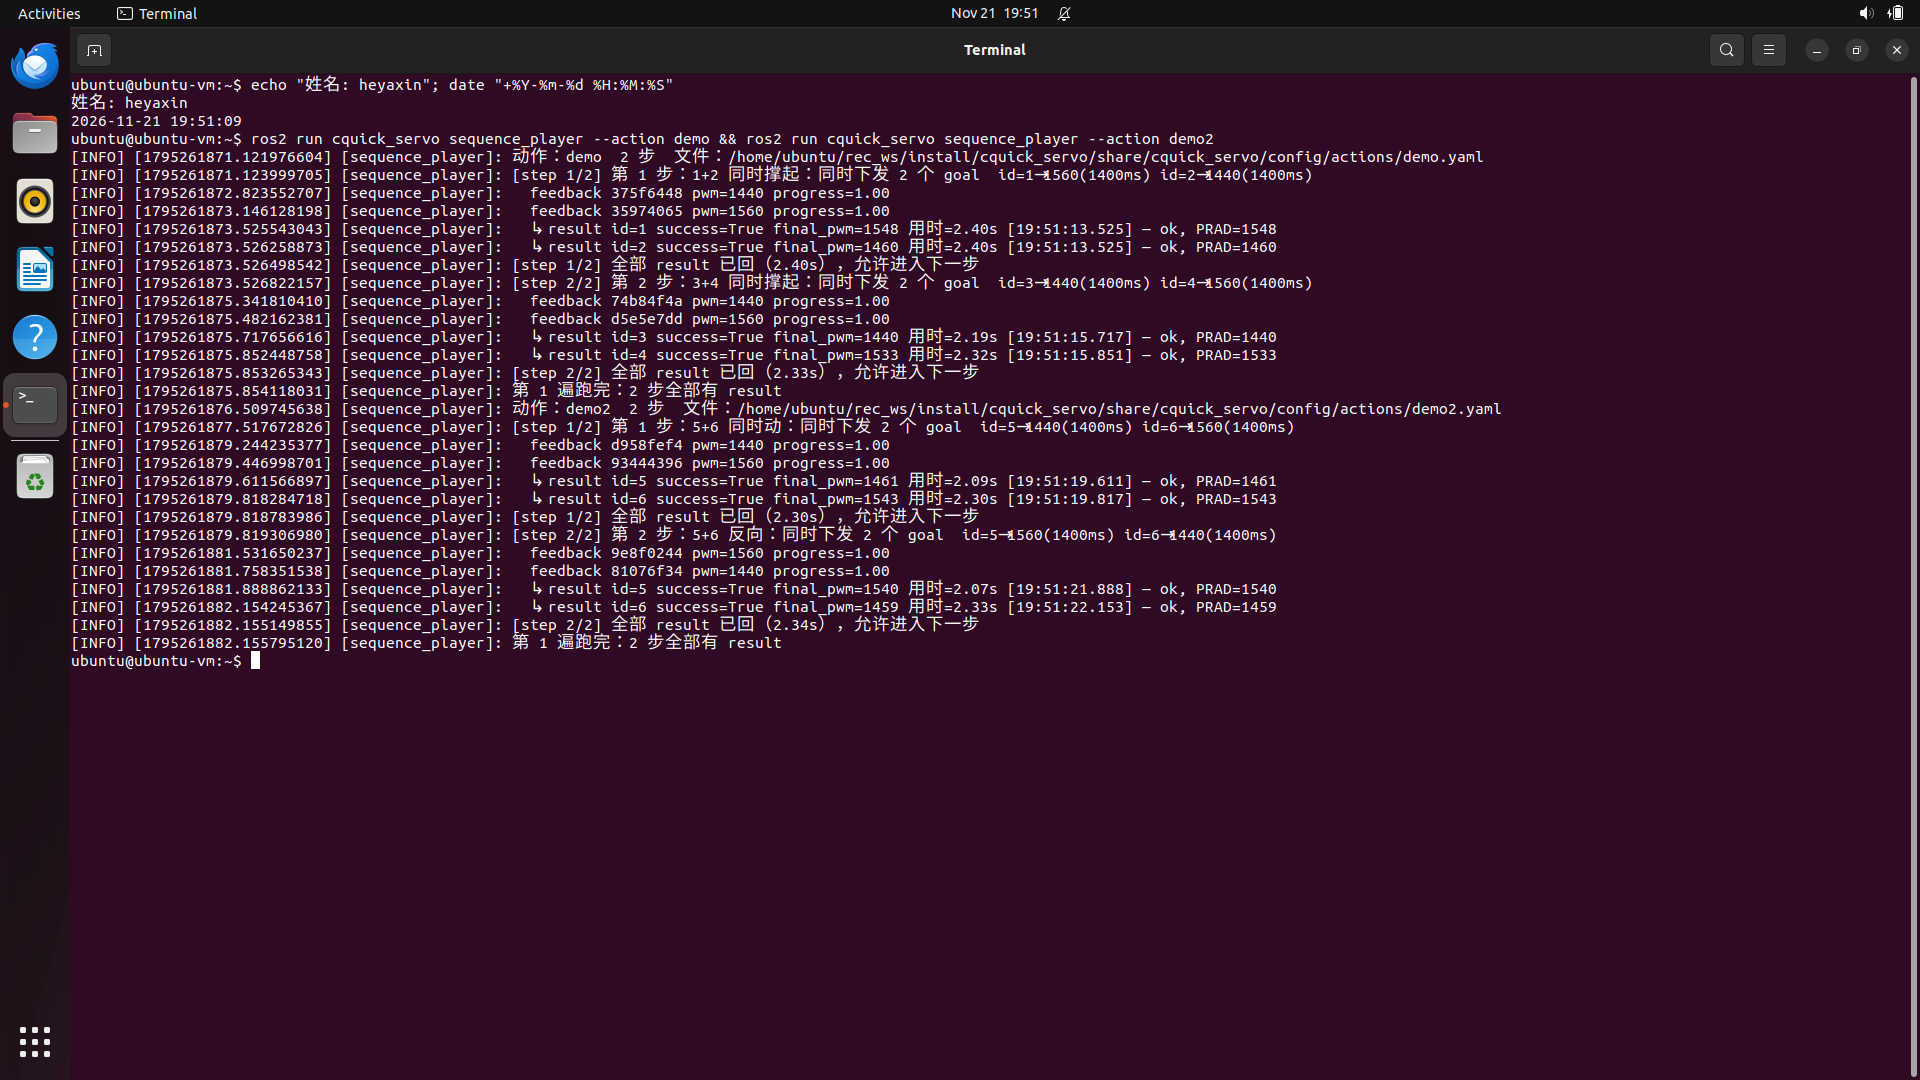 Activities
Terminal
Nov 21 19:51
Terminal
ubuntu@ubuntu-vm:~$ echo "姓名: heyaxin"; date "+%Y-%m-%d %H:%M:%S"
姓名: heyaxin
2026-11-21 19:51:09
ubuntu@ubuntu-vm:~$ ros2 run cquick_servo sequence_player --action demo && ros2 run cquick_servo sequence_player --action demo2
[INFO] [1795261871.121976604] [sequence_player]: 动作：demo  2 步  文件：/home/ubuntu/rec_ws/install/cquick_servo/share/cquick_servo/config/actions/demo.yaml
[INFO] [1795261871.123999705] [sequence_player]: [step 1/2] 第 1 步：1+2 同时撑起：同时下发 2 个 goal  id=1→1560(1400ms) id=2→1440(1400ms)
[INFO] [1795261872.823552707] [sequence_player]:   feedback 375f6448 pwm=1440 progress=1.00
[INFO] [1795261873.146128198] [sequence_player]:   feedback 35974065 pwm=1560 progress=1.00
[INFO] [1795261873.525543043] [sequence_player]:   ↳ result id=1 success=True final_pwm=1548 用时=2.40s [19:51:13.525] — ok, PRAD=1548
[INFO] [1795261873.526258873] [sequence_player]:   ↳ result id=2 success=True final_pwm=1460 用时=2.40s [19:51:13.525] — ok, PRAD=1460
[INFO] [1795261873.526498542] [sequence_player]: [step 1/2] 全部 result 已回（2.40s），允许进入下一步
[INFO] [1795261873.526822157] [sequence_player]: [step 2/2] 第 2 步：3+4 同时撑起：同时下发 2 个 goal  id=3→1440(1400ms) id=4→1560(1400ms)
[INFO] [1795261875.341810410] [sequence_player]:   feedback 74b84f4a pwm=1440 progress=1.00
[INFO] [1795261875.482162381] [sequence_player]:   feedback d5e5e7dd pwm=1560 progress=1.00
[INFO] [1795261875.717656616] [sequence_player]:   ↳ result id=3 success=True final_pwm=1440 用时=2.19s [19:51:15.717] — ok, PRAD=1440
[INFO] [1795261875.852448758] [sequence_player]:   ↳ result id=4 success=True final_pwm=1533 用时=2.32s [19:51:15.851] — ok, PRAD=1533
[INFO] [1795261875.853265343] [sequence_player]: [step 2/2] 全部 result 已回（2.33s），允许进入下一步
[INFO] [1795261875.854118031] [sequence_player]: 第 1 遍跑完：2 步全部有 result
[INFO] [1795261876.509745638] [sequence_player]: 动作：demo2  2 步  文件：/home/ubuntu/rec_ws/install/cquick_servo/share/cquick_servo/config/actions/demo2.yaml
[INFO] [1795261877.517672826] [sequence_player]: [step 1/2] 第 1 步：5+6 同时动：同时下发 2 个 goal  id=5→1440(1400ms) id=6→1560(1400ms)
[INFO] [1795261879.244235377] [sequence_player]:   feedback d958fef4 pwm=1440 progress=1.00
[INFO] [1795261879.446998701] [sequence_player]:   feedback 93444396 pwm=1560 progress=1.00
[INFO] [1795261879.611566897] [sequence_player]:   ↳ result id=5 success=True final_pwm=1461 用时=2.09s [19:51:19.611] — ok, PRAD=1461
[INFO] [1795261879.818284718] [sequence_player]:   ↳ result id=6 success=True final_pwm=1543 用时=2.30s [19:51:19.817] — ok, PRAD=1543
[INFO] [1795261879.818783986] [sequence_player]: [step 1/2] 全部 result 已回（2.30s），允许进入下一步
[INFO] [1795261879.819306980] [sequence_player]: [step 2/2] 第 2 步：5+6 反向：同时下发 2 个 goal  id=5→1560(1400ms) id=6→1440(1400ms)
[INFO] [1795261881.531650237] [sequence_player]:   feedback 9e8f0244 pwm=1560 progress=1.00
[INFO] [1795261881.758351538] [sequence_player]:   feedback 81076f34 pwm=1440 progress=1.00
[INFO] [1795261881.888862133] [sequence_player]:   ↳ result id=5 success=True final_pwm=1540 用时=2.07s [19:51:21.888] — ok, PRAD=1540
[INFO] [1795261882.154245367] [sequence_player]:   ↳ result id=6 success=True final_pwm=1459 用时=2.33s [19:51:22.153] — ok, PRAD=1459
[INFO] [1795261882.155149855] [sequence_player]: [step 2/2] 全部 result 已回（2.34s），允许进入下一步
[INFO] [1795261882.155795120] [sequence_player]: 第 1 遍跑完：2 步全部有 result
ubuntu@ubuntu-vm:~$